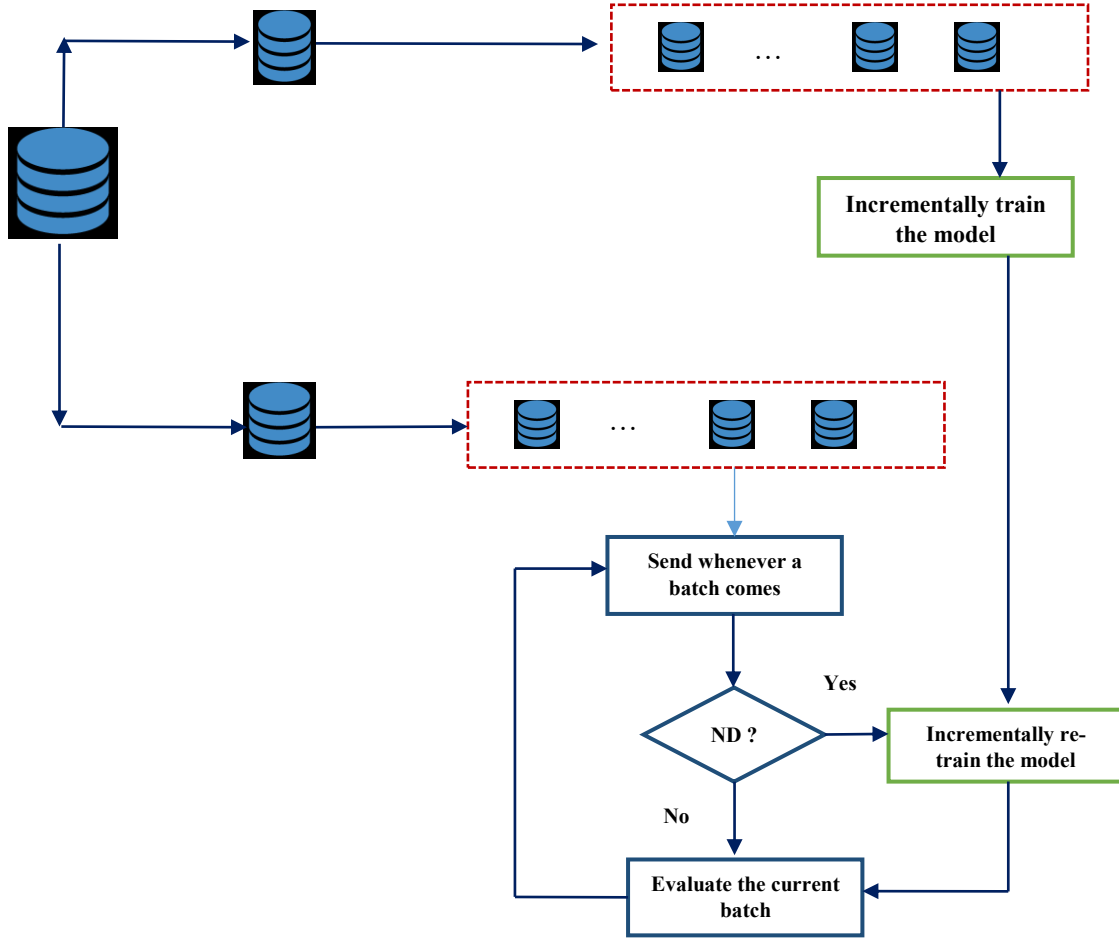 …
Incrementally train
the model
…
Send whenever a
batch comes
Yes
ND ?
Incrementally re-
train the model
No
Evaluate the current
batch